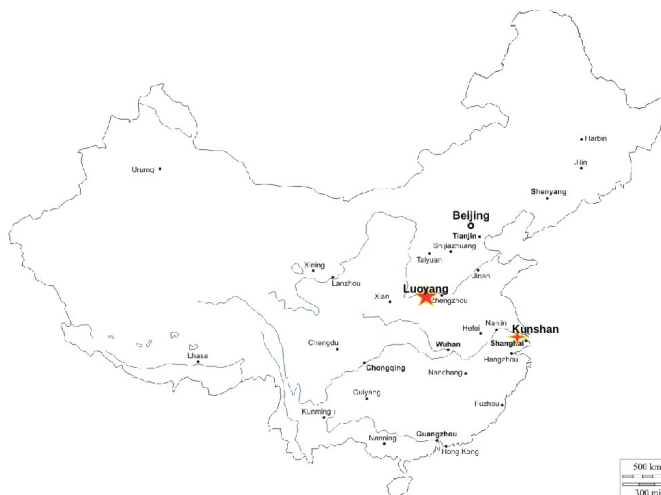 Harbin
Jilin
Urumqi
Shenyang
Beijing
Tianjin
Shijiazhuang
Taiyuan
Xining
Jinan
Lanzhou
Luoyang
Xian
Zhengzhou
Kunshan
Hefei
Shanghai
Wuhan
Chengdu
Hangzhou
Lhasa
Chongqing
Nanchang
Guiyang
Fuzhou
Kunming
Guangzhou
Nanning
Hong Kong
500 km
300 mi